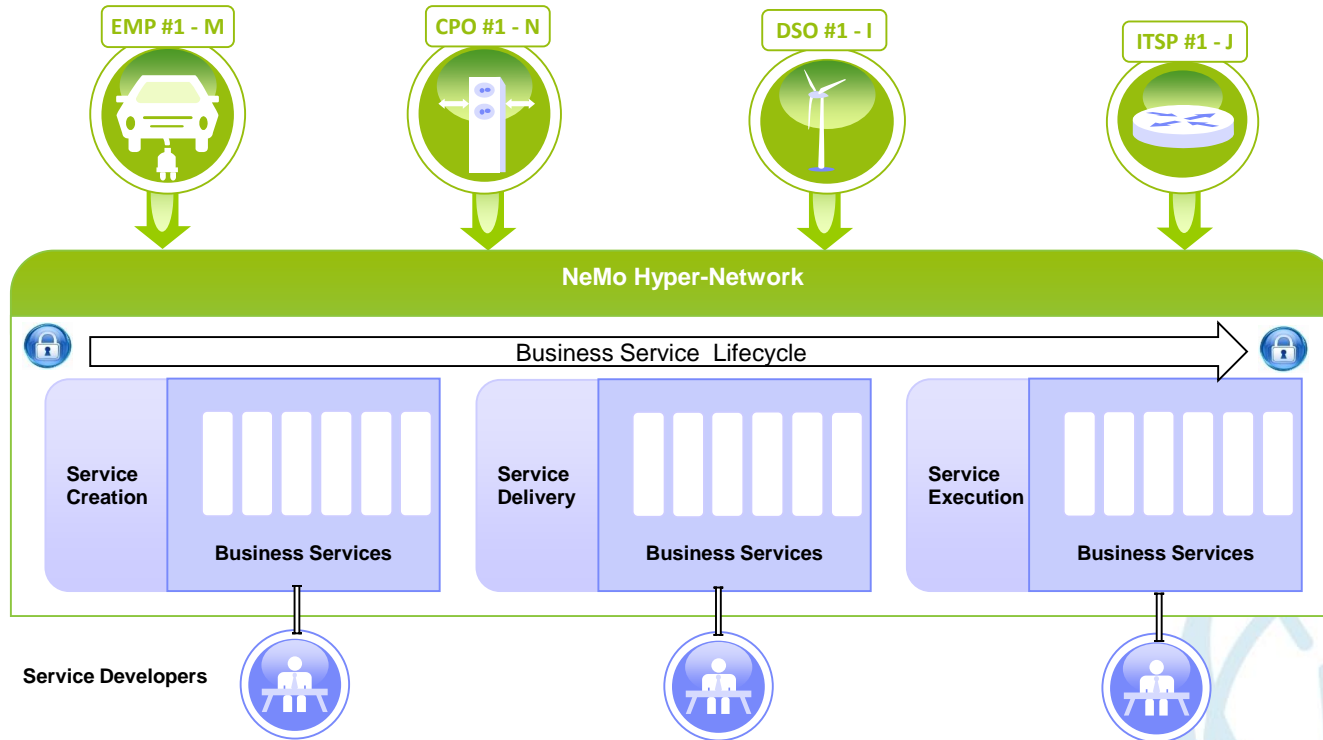 EMP #1 - M
CPO #1 - N
DSO #1 - I
ITSP #1 - J
NeMo Hyper-Network
Business Service Lifecycle
Service
Creation
Business Services
Service
Delivery
Business Services
Service
Execution
Business Services
Service Developers